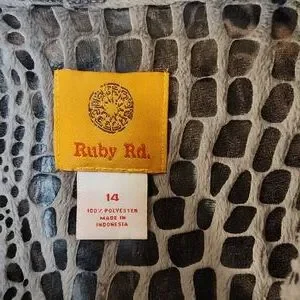 Ruby Rd.
14
100% POLYESTER
MADE IN
INDONESIA